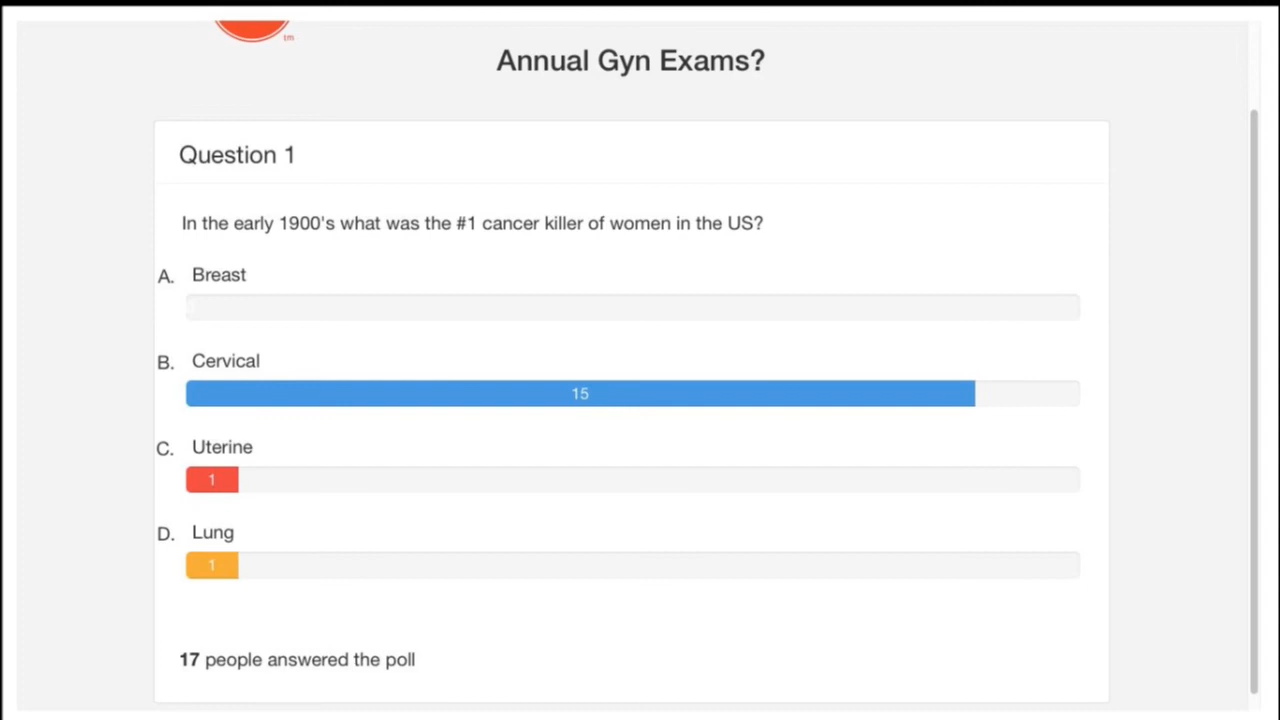 tm
Annual Gyn Exams?
Question 1
In the early 1900's what was the #1 cancer killer of women in the US?
A. Breast
B. Cervical
15
C. Uterine
1
D. Lung
1
17 people answered the poll